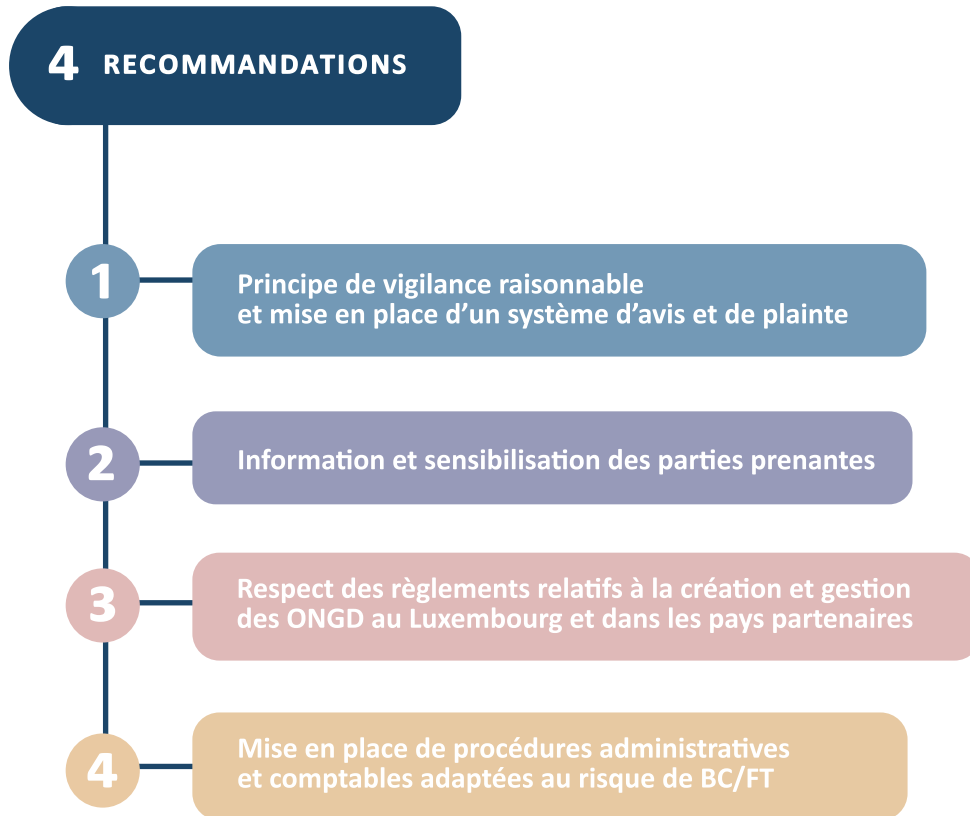 4 RECOMMANDATIONS
1
Principe de vigilance raisonnable
et mise en place d’un système d’avis et de plainte
2
Information et sensibilisation des parties prenantes
3
Respect des règlements relatifs à la création et gestion
des ONGD au Luxembourg et dans les pays partenaires
4
Mise en place de procédures administratives
et comptables adaptées au risque de BC/FT